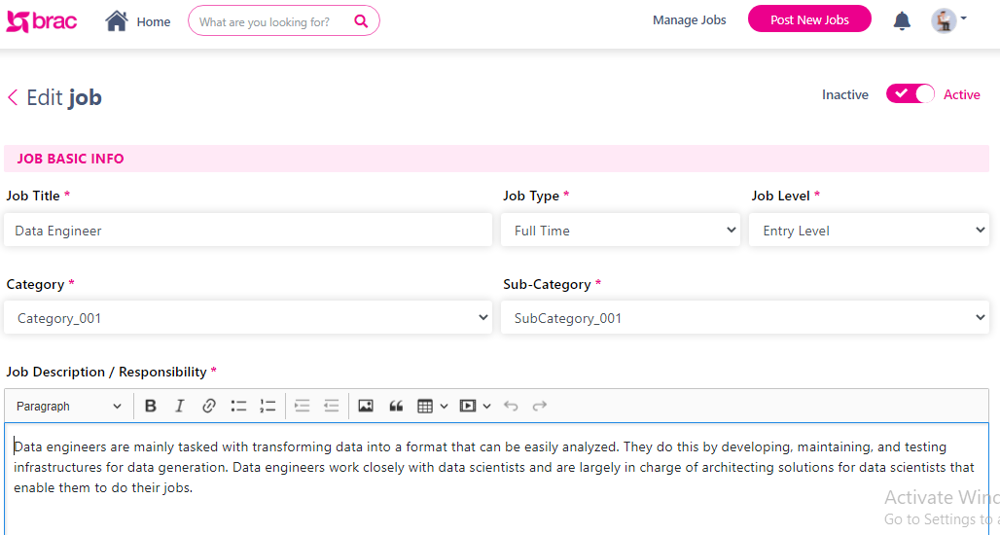 brac Home What are you looking for? Manage Jobs Post New Jobs
Edit job Inactive Active
JOB BASIC INFO
Job Title * Job Type * Job Level *
Data Engineer Full Time Entry Level
Category * Sub-Category *
Category_001 SubCategory_001
Job Description / Responsibility *
Paragraph B I
Data engineers are mainly tasked with transforming data into a format that can be easily analyzed. They do this by developing, maintaining, and testing
infrastructures for data generation. Data engineers work closely with data scientists and are largely in charge of architecting solutions for data scientists that
enable them to do their jobs.
Activate
Go to Settings to